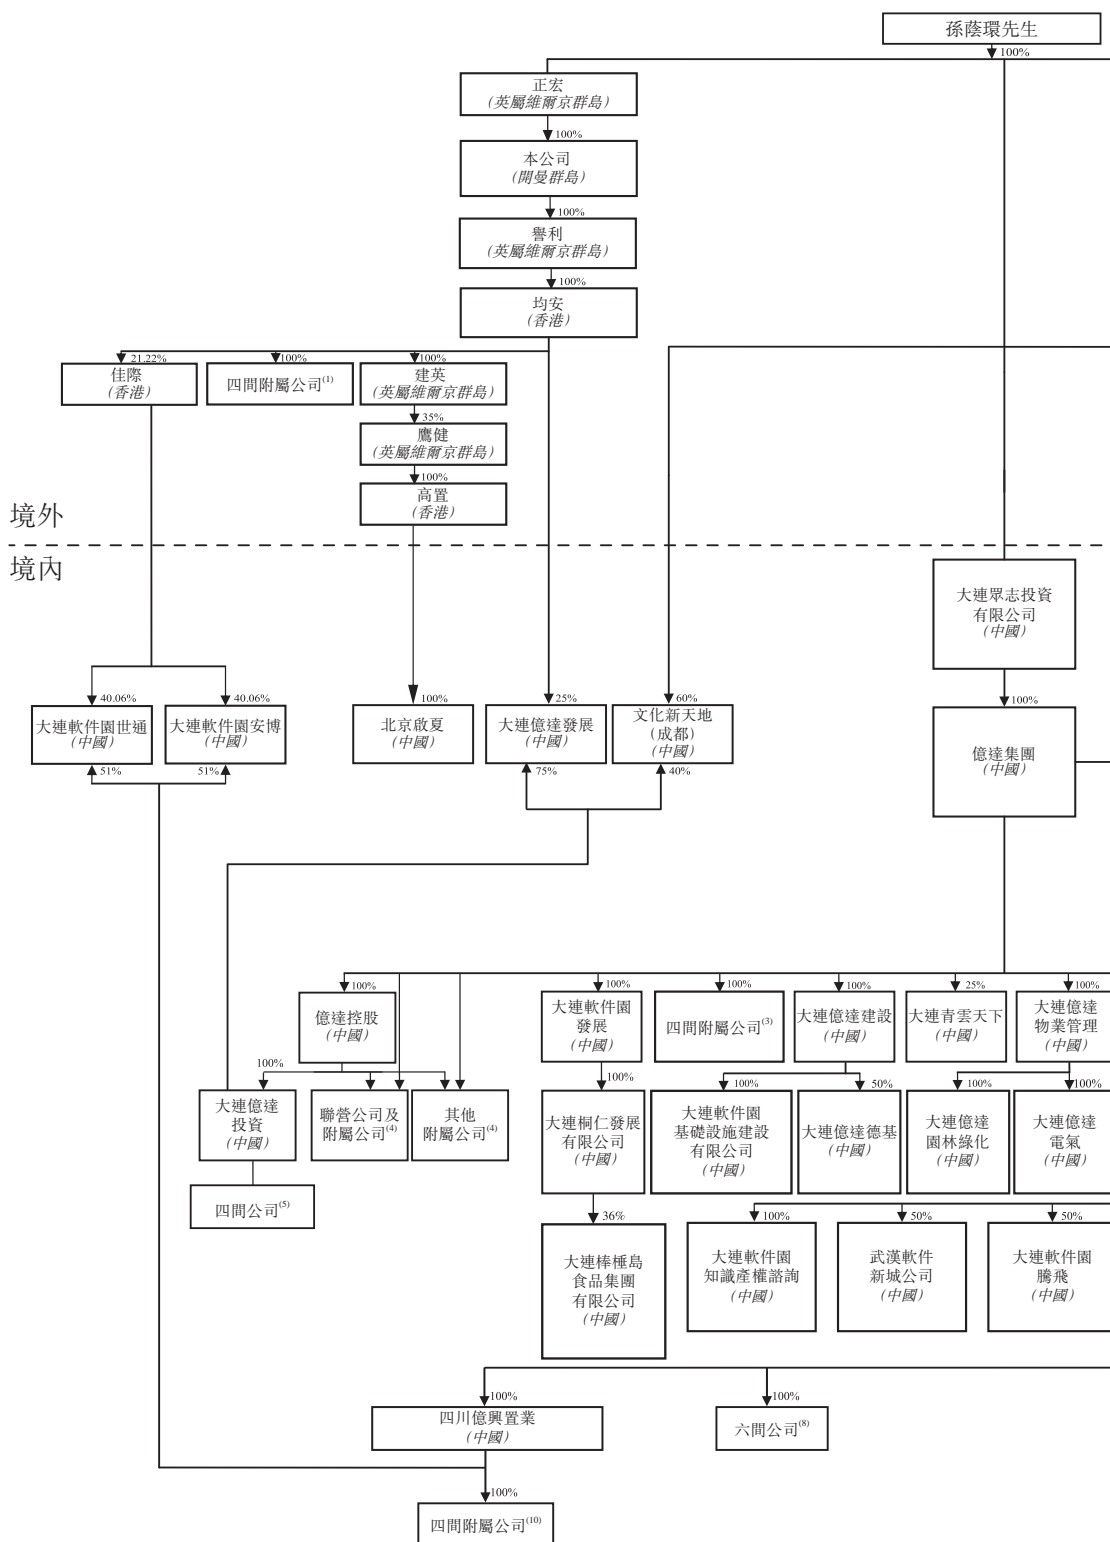 孫蔭環先生
100%
正宏
(英屬維爾京群島)
100%
本公司
(開曼群島)
100%
譽利
(英屬維爾京群島)
100%
均安
(香港)
21.22%
100%
100%
佳際
(香港)
四間附屬公司(1)
建英
(英屬維爾京群島)
35%
鷹健
(英屬維爾京群島)
100%
高置
(香港)
境外
境內
大連眾志投資
有限公司
(中國)
100%
40.06%
40.06%
100%
25%
60%
大連軟件園世通
(中國)
大連軟件園安博
(中國)
北京啟夏
(中國)
大連億達發展
(中國)
文化新天地
(成都)
(中國)
億達集團
(中國)
51%
51%
75%
40%
100%
100%
100%
100%
25%
100%
億達控股
(中國)
大連軟件園
發展
(中國)
四間附屬公司(3)
大連億達建設
(中國)
大連青雲天下
(中國)
大連億達
物業管理
(中國)
100%
100%
100%
50%
100%
100%
大連億達
投資
(中國)
聯營公司及
附屬公司(4)
其他
附屬公司(4)
大連桐仁發展
有限公司
(中國)
大連軟件園
基礎設施建設
有限公司
(中國)
大連億達德基
(中國)
大連億達
園林綠化
(中國)
大連億達
電氣
(中國)
四間公司(5)
36%
100%
50%
50%
大連棒棰島
食品集團
有限公司
(中國)
大連軟件園
知識產權諮詢
(中國)
武漢軟件
新城公司
(中國)
大連軟件園
騰飛
(中國)
100%
100%
四川億興置業
(中國)
六間公司(8)
100%
四間附屬公司(10)